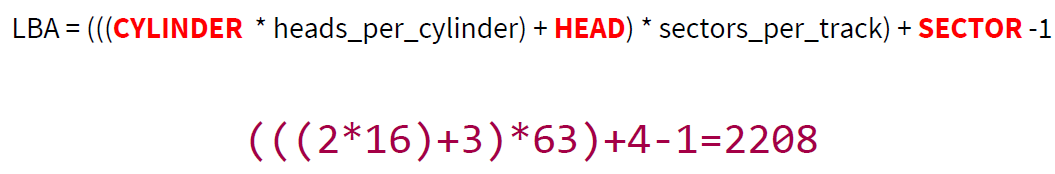 LBA = (((CYLINDER * heads_per_cylinder) + HEAD) * sectors_per_track) + SECTOR -1
(((2*16)+3)*63)+4-1=2208